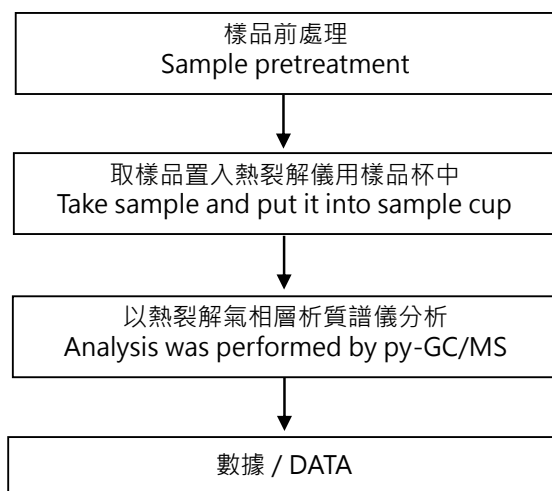 樣品前處理
Sample pretreatment
取樣品置入熱裂解儀用樣品杯中
Take sample and put it into sample cup
以熱裂解氣相層析質譜儀分析
Analysis was performed by py-GC/MS
數據 / DATA